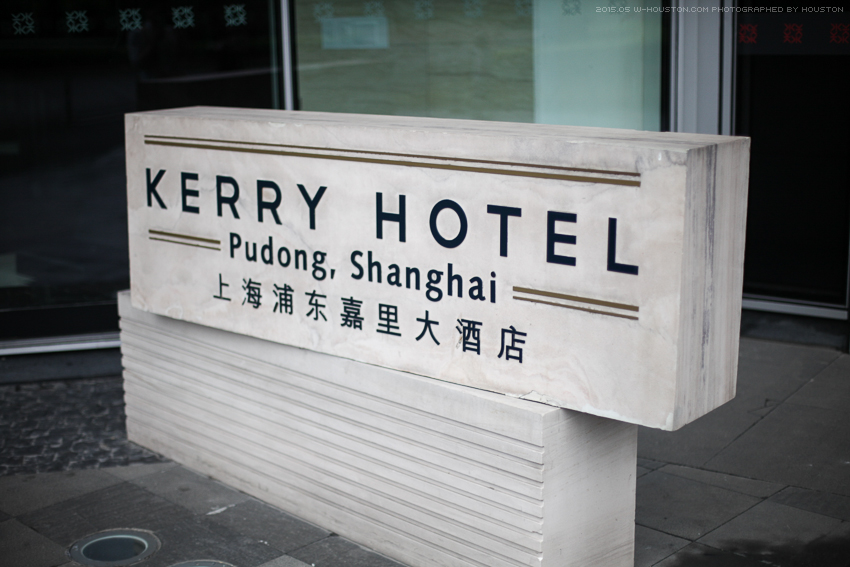 2015.05 W-HOUSTON.COM PHOTOGRAPHED BY HOUSTON
KERRY HOTEL
Pudong, Shanghai
上海浦东嘉里大酒店